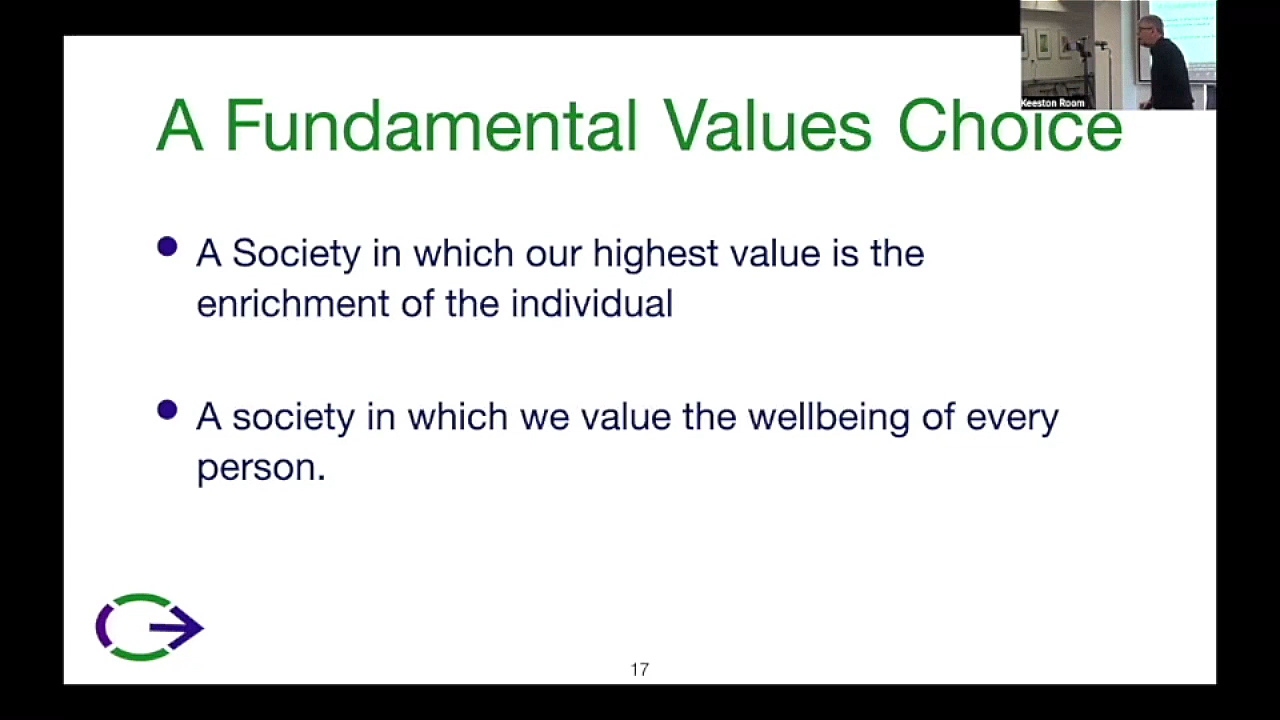 A Fundamental Values Choice
Keeston Room
• A Society in which our highest value is the
enrichment of the individual
• A society in which we value the wellbeing of every
person.
17